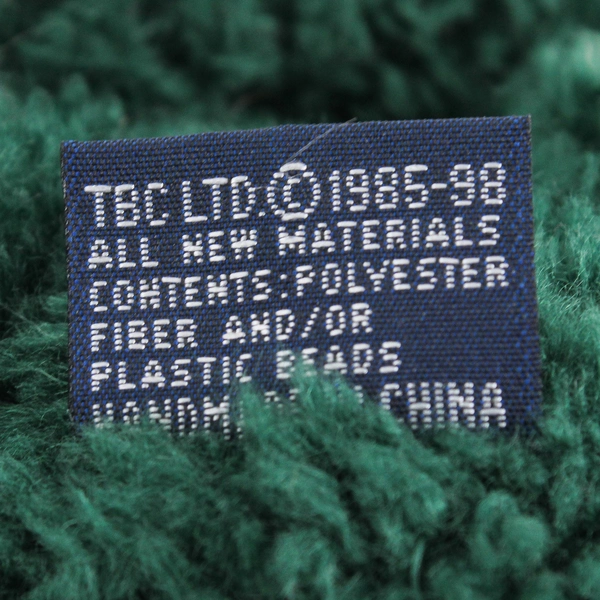 TBC LTD.©1985-98
ALL NEW MATERIALS
CONTENTS:POLYESTER
FIBER AND/OR
PLASTIC BEADS
CHINA